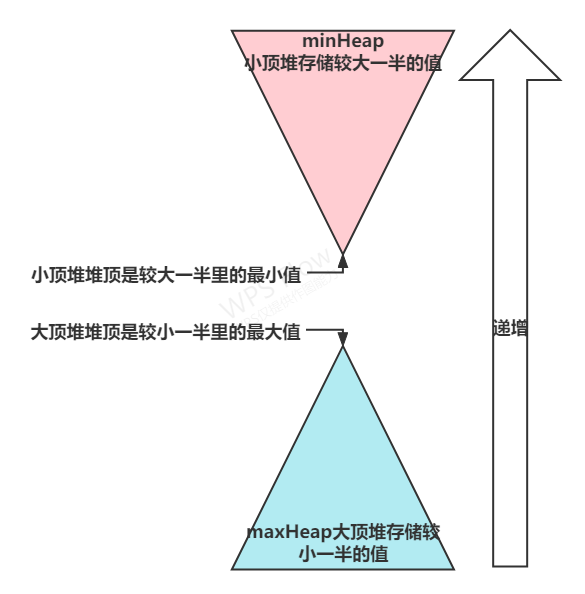 minHeap
小顶堆存储较大一半的值
小顶堆堆顶是较大一半里的最小值
WPS Flow
大顶堆堆顶是较小一半里的最大值
递增
maxHeap大顶堆存储较
小一半的值